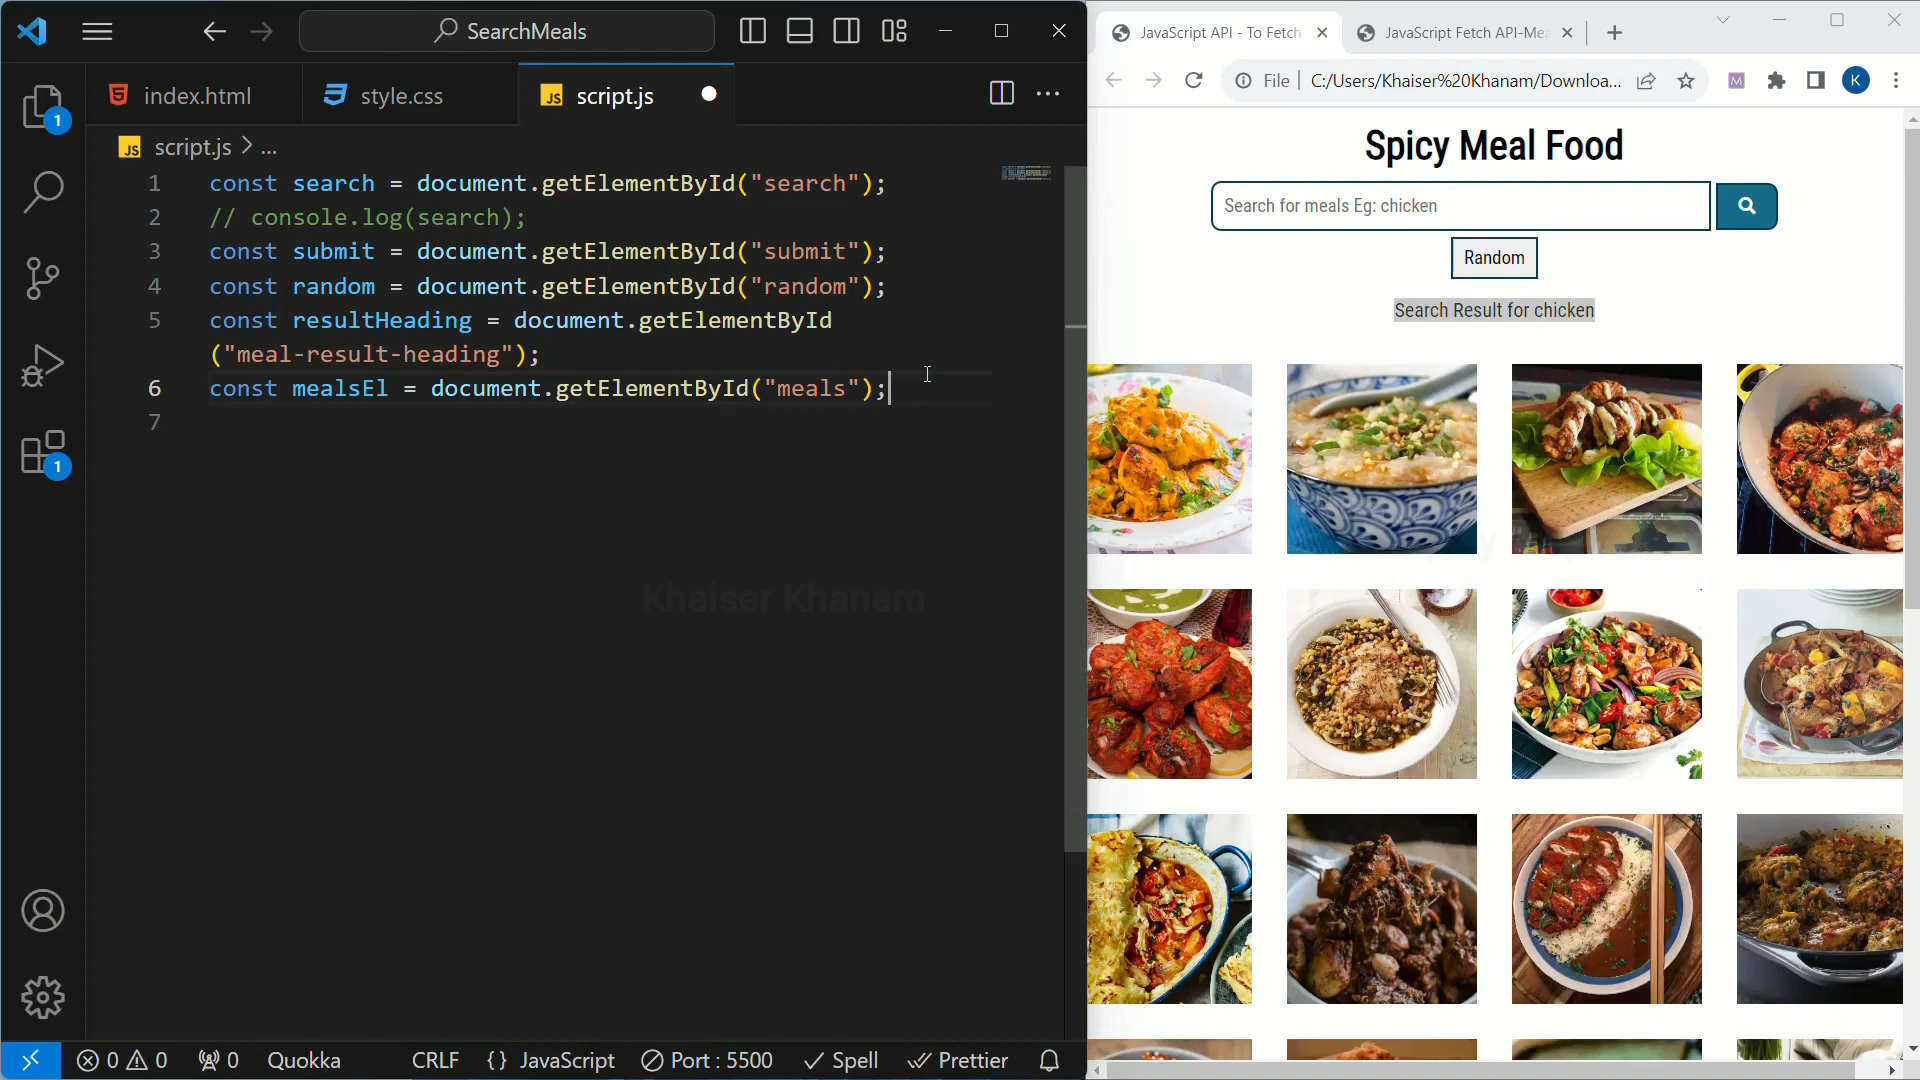 SearchMeals
index.html
style.css
script.js
script.js > ...
1 const search = document.getElementById("search");
2 // console.log(search);
3 const submit = document.getElementById("submit");
4 const random = document.getElementById("random");
5 const resultHeading = document.getElementById
("meal-result-heading");
6 const mealsEl = document.getElementById("meals");
7
1
1
Khaiser Khanam
0 0 0 Quokka CRLF {} JavaScript Port : 5500 Spell Prettier
JavaScript API - To Fetch
JavaScript Fetch API-Mea
File C:/Users/Khaiser%20Khanam/Downloa...
M
K
Spicy Meal Food
Search for meals Eg: chicken
Random
Search Result for chicken